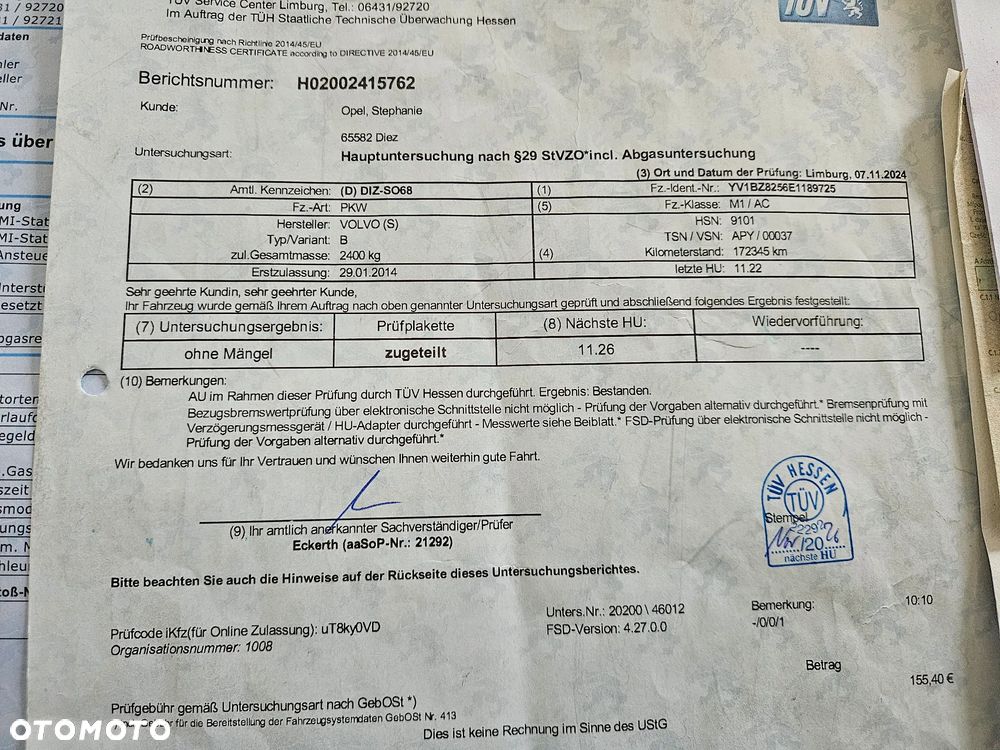 TÜV Service Center Limburg, Tel.: 06431/92720
Im Auftrag der TÜH Staatliche Technische Überwachung Hessen
TÜV
31 / 92720
31 / 92721
Prüfbescheinigung nach Richtlinie 2014/45/EU
ROADWORTHINESS CERTIFICATE according to DIRECTIVE 2014/45/EU
Berichtsnummer: H02002415762
Kunde: Opel, Stephanie
65582 Diez
Untersuchungsart: Hauptuntersuchung nach §29 StVZO*incl. Abgasuntersuchung
(3) Ort und Datum der Prüfung: Limburg, 07.11.2024
(2) Amtl. Kennzeichen: (D) DIZ-SO68 (1) Fz.-Ident.-Nr.: YV1BZ8256E1189725
Fz.-Art: PKW (5) Fz.-Klasse: M1 / AC
Hersteller: VOLVO (S) HSN: 9101
Typ/Variant: B TSN / VSN: APY / 00037
zul.Gesamtmasse: 2400 kg (4) Kilometerstand: 172345 km
Erstzulassung: 29.01.2014 letzte HU: 11.22
Sehr geehrte Kundin, sehr geehrter Kunde,
Ihr Fahrzeug wurde gemäß Ihrem Auftrag nach oben genannter Untersuchungsart geprüft und abschließend folgendes Ergebnis festgestellt:
(7) Untersuchungsergebnis: Prüfplakette (8) Nächste HU: Wiedervorführung:
ohne Mängel zugeteilt 11.26 ----
(10) Bemerkungen:
AU im Rahmen dieser Prüfung durch TÜV Hessen durchgeführt. Ergebnis: Bestanden.
Bezugsbremswertprüfung über elektronische Schnittstelle nicht möglich - Prüfung der Vorgaben alternativ durchgeführt.* Bremsenprüfung mit
Verzögerungsmessgerät / HU-Adapter durchgeführt - Messwerte siehe Beiblatt.* FSD-Prüfung über elektronische Schnittstelle nicht möglich -
Prüfung der Vorgaben alternativ durchgeführt.*
Wir bedanken uns für Ihr Vertrauen und wünschen Ihnen weiterhin gute Fahrt.
TÜV HESSEN
TÜV
Stempel
nächste HU
(9) Ihr amtlich anerkannter Sachverständiger/Prüfer
Eckerth (aaSoP-Nr.: 21292)
Bitte beachten Sie auch die Hinweise auf der Rückseite dieses Untersuchungsberichtes.
Unters.Nr.: 20200 \ 46012 Bemerkung: 10:10
Prüfcode iKfz(für Online Zulassung): uT8ky0VD FSD-Version: 4.27.0.0 -/0/0/1
Organisationsnummer: 1008
Betrag
155,40 €
Prüfgebühr gemäß Untersuchungsart nach GebOSt *)
für die Bereitstellung der Fahrzeugsystemdaten GebOSt Nr. 413
Dies ist keine Rechnung im Sinne des UStG
OTOMOTO